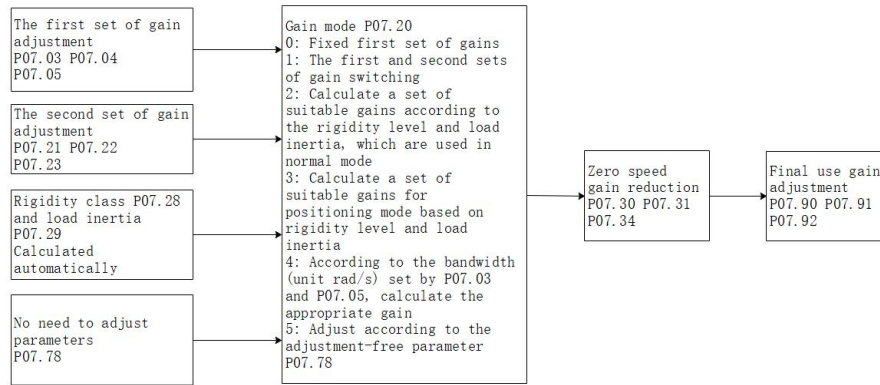 The first set of gain
adjustment
P07.03 P07.04
P07.05
The second set of gain
adjustment
P07.21 P07.22
P07.23
Rigidity class P07.28
and load inertia
P07.29
Calculated
automatically
No need to adjust
parameters
P07.78
Gain mode P07.20
0: Fixed first set of gains
1: The first and second sets
of gain switching
2: Calculate a set of
suitable gains according to
the rigidity level and load
inertia, which are used in
normal mode
3: Calculate a set of
suitable gains for
positioning mode based on
rigidity level and load
inertia
4: According to the bandwidth
(unit rad/s) set by P07.03
and P07.05, calculate the
appropriate gain
5: Adjust according to the
adjustment-free parameter
P07.78
Zero speed
gain reduction
P07.30 P07.31
P07.34
Final use gain
adjustment
P07.90 P07.91
P07.92